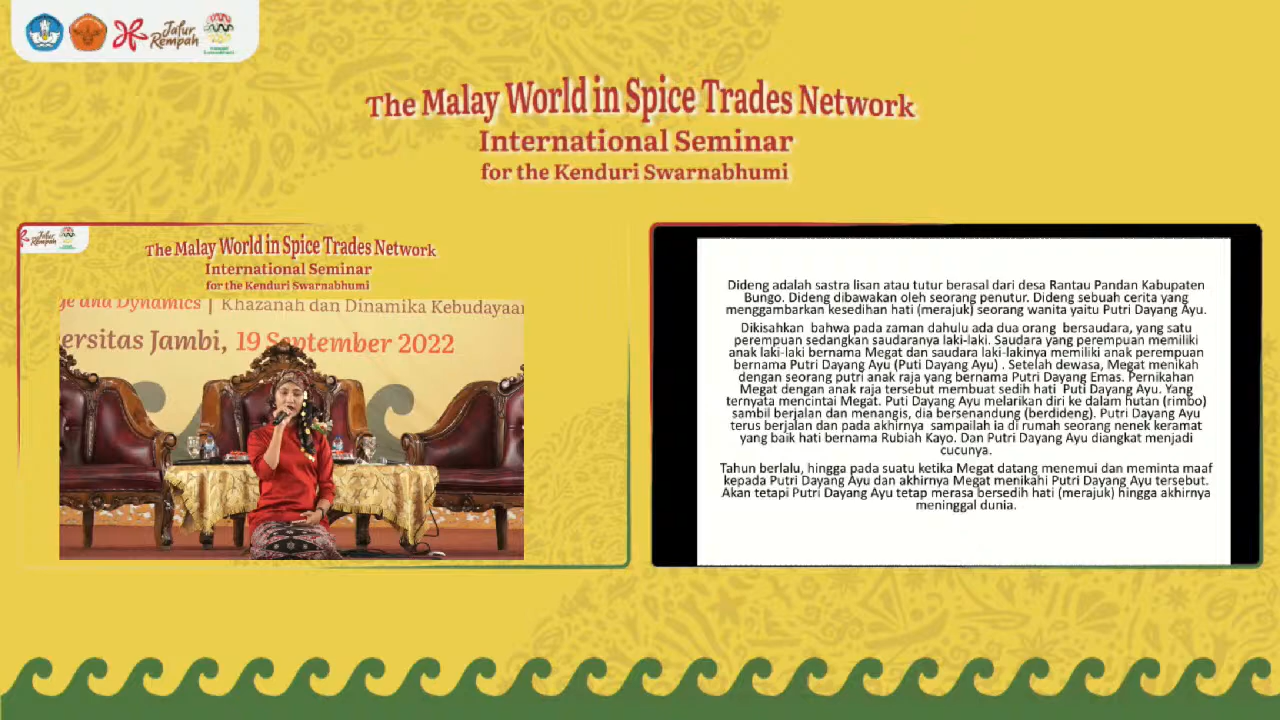 Jalur
Rempah
The Malay World in Spice Trades Network
International Seminar
for the Kenduri Swarnabhumi
Jalur
Rempah
The Malay World in Spice Trades Network
International Seminar
for the Kenduri Swarnabhumi
ge and Dynamics | Khazanah dan Dinamika Kebudayaan
ersitas Jambi, 19 September 2022
Dideng adalah sastra lisan atau tutur berasal dari desa Rantau Pandan Kabupaten
Bungo. Dideng dibawakan oleh seorang penutur. Dideng sebuah cerita yang
menggambarkan kesedihan hati (merajuk) seorang wanita yaitu Putri Dayang Ayu.
Dikisahkan bahwa pada zaman dahulu ada dua orang bersaudara, yang satu
perempuan sedangkan saudaranya laki-laki. Saudara yang perempuan memiliki
anak laki-laki bernama Megat dan saudara laki-lakinya memiliki anak perempuan
bernama Putri Dayang Ayu (Puti Dayang Ayu) . Setelah dewasa, Megat menikah
dengan seorang putri anak raja yang bernama Putri Dayang Emas. Pernikahan
Megat dengan anak raja tersebut membuat sedih hati Puti Dayang Ayu. Yang
ternyata mencintai Megat. Puti Dayang Ayu melarikan diri ke dalam hutan (rimbo)
sambil berjalan dan menangis, dia bersenandung (berdideng). Putri Dayang Ayu
terus berjalan dan pada akhirnya sampailah ia di rumah seorang nenek keramat
yang baik hati bernama Rubiah Kayo. Dan Putri Dayang Ayu diangkat menjadi
cucunya.
Tahun berlalu, hingga pada suatu ketika Megat datang menemui dan meminta maaf
kepada Putri Dayang Ayu dan akhirnya Megat menikahi Putri Dayang Ayu tersebut.
Akan tetapi Putri Dayang Ayu tetap merasa bersedih hati (merajuk) hingga akhirnya
meninggal dunia.